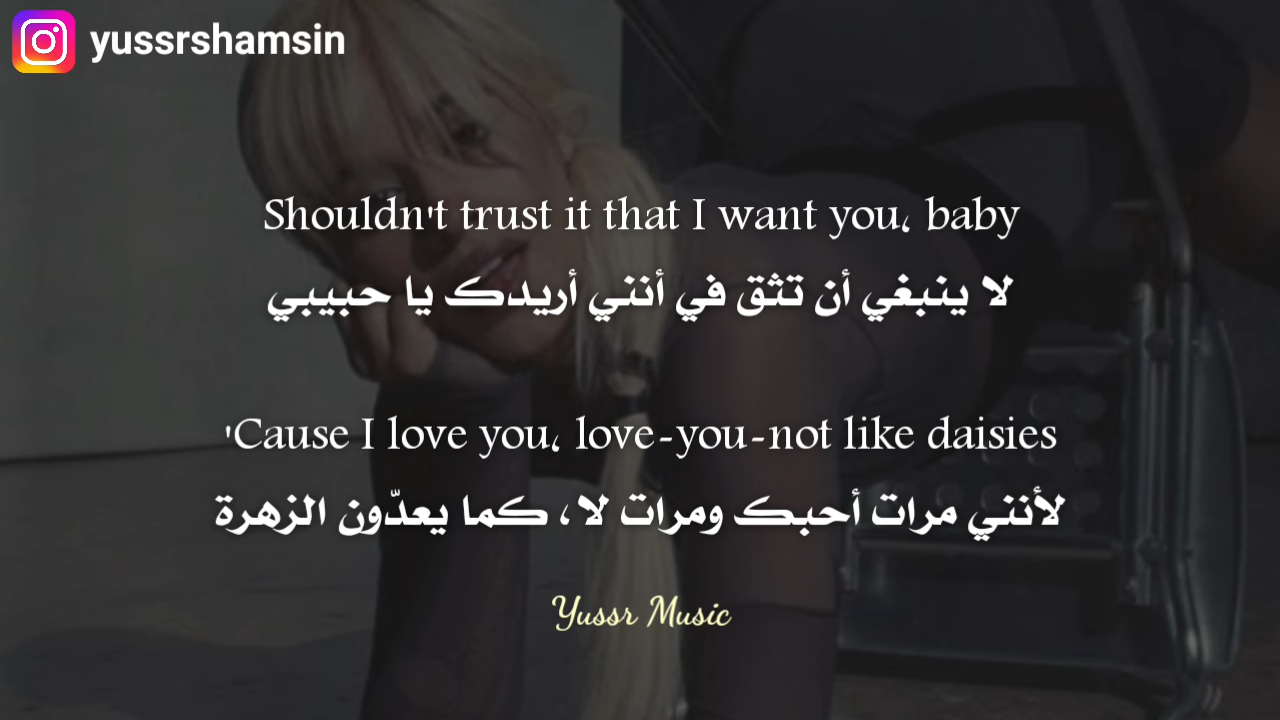 yussrshamsin
Shouldn't trust it that I want you، baby
لا ينبغي أن تثق في أنني أريدك يا حبيبي
'Cause I love you، love-you-not like daisies
لأنني مرات أحبك ومرات لا، كما يعدّون الزهرة
Yussr Music